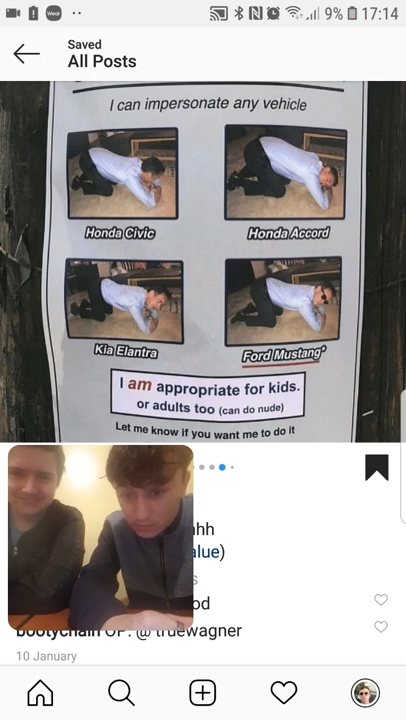 Wear
9% 17:14
Saved
All Posts
I can impersonate any vehicle
Honda Civic
Honda Accord
Kia Elantra
Ford Mustang*
I am appropriate for kids.
or adults too (can do nude)
Let me know if you want me to do it
hh
alue)
s
od
bootychain OP: @ truewagner
10 January